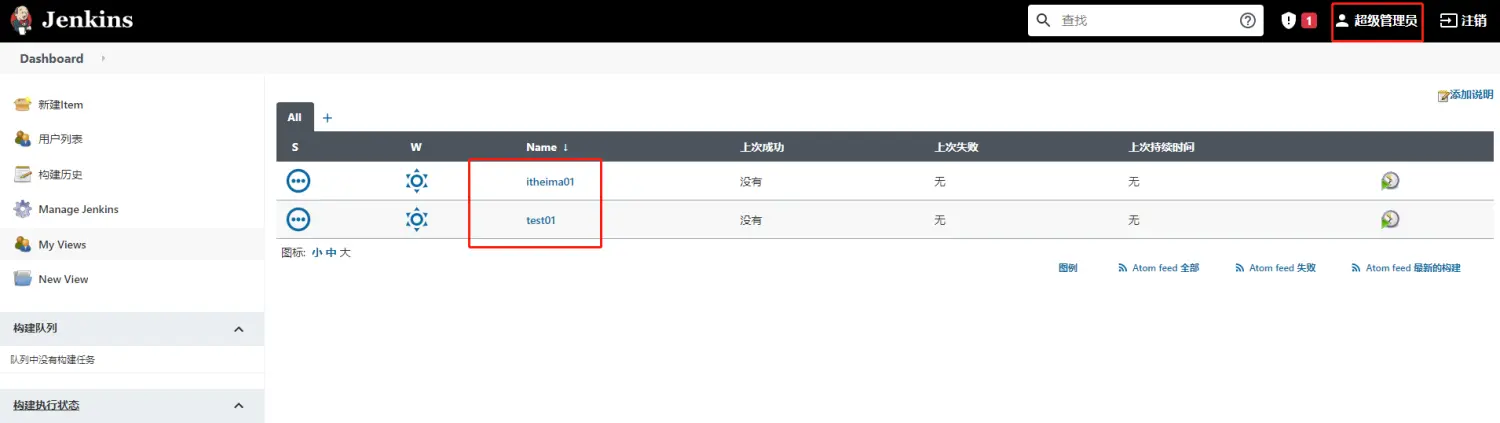 Jenkins 查找 1 超级管理员 注销
Dashboard
新建Item
用户列表
构建历史
Manage Jenkins
My Views
New View
构建队列
队列中没有构建任务
构建执行状态
添加说明
All +
S W Name ↓ 上次成功 上次失败 上次持续时间
itheima01 没有 无 无
test01 没有 无 无
图标: 小 中 大
图例 Atom feed 全部 Atom feed 失败 Atom feed 最新的构建